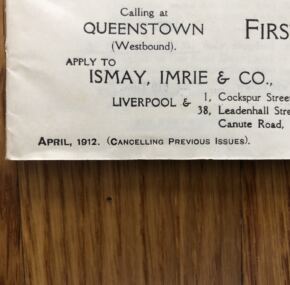 Calling at
QUEENSTOWN
(Westbound).
FIRS
APPLY TO
ISMAY, IMRIE & CO.,
LIVERPOOL & 1, Cockspur Stree
38, Leadenhall Stre
Canute Road,
APRIL, 1912. (CANCELLING PREVIOUS ISSUES).